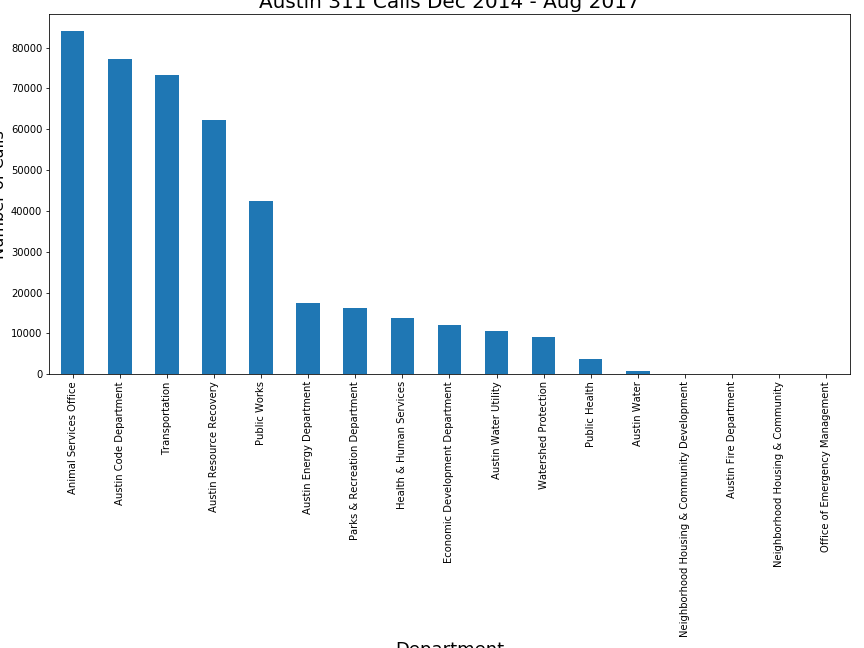 Austin 311 Calls Dec 2014 - Aug 2017
Number of Calls
80000
70000
60000
50000
40000
30000
20000
10000
0
Animal Services Office
Austin Code Department
Transportation
Austin Resource Recovery
Public Works
Austin Energy Department
Parks & Recreation Department
Health & Human Services
Economic Development Department
Austin Water Utility
Watershed Protection
Public Health
Austin Water
Neighborhood Housing & Community Development
Austin Fire Department
Neighborhood Housing & Community
Office of Emergency Management
Department